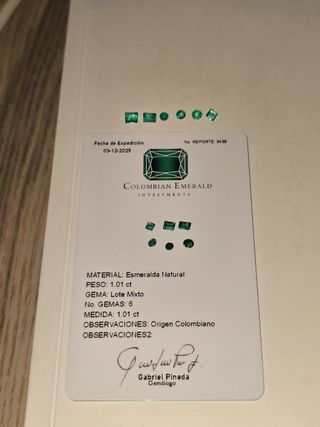 Fecha de Expedición
03-12-2025
No REPORTE 3438
COLOMBIAN EMERALD
INVESTMENTS
MATERIAL: Esmeralda Natural
PESO: 1.01 ct
GEMA: Lote Mixto
No. GEMAS: 6
MEDIDA: 1.01 ct
OBSERVACIONES: Origen Colombiano
OBSERVACIONES2:
Gabriel Pineda
Gemólogo